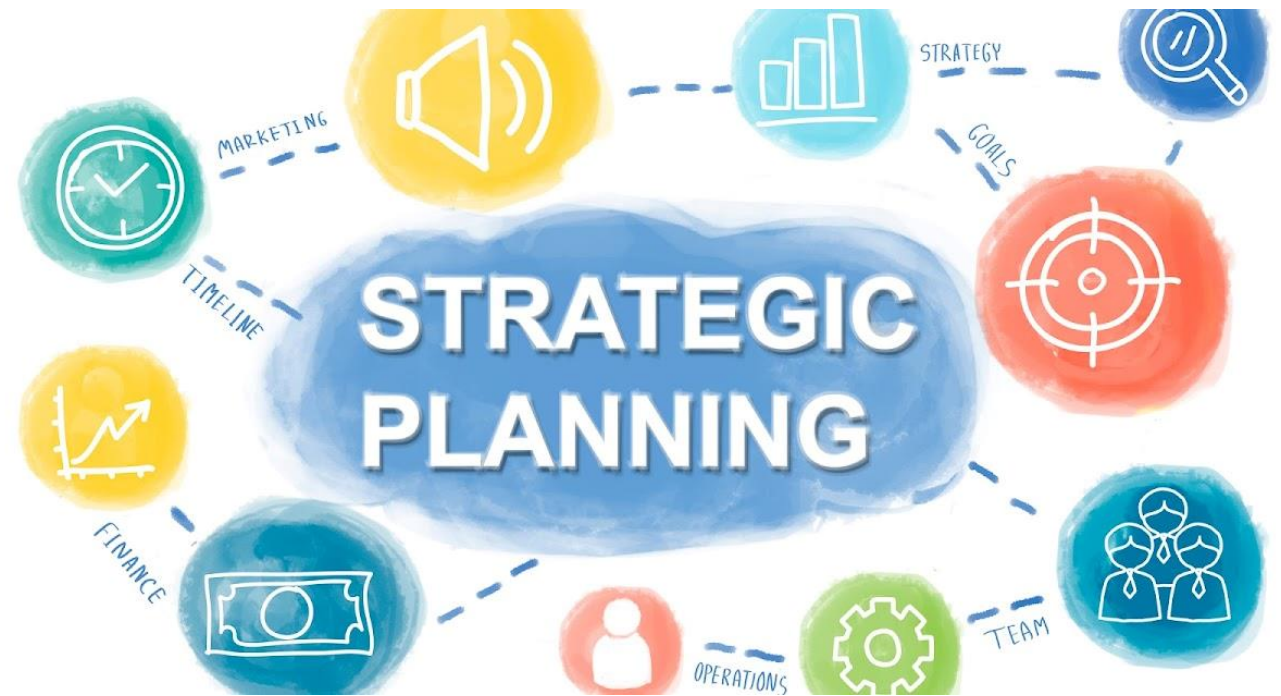 STRATEGY
MARKETING
GOALS
TIMELINE
STRATEGIC
PLANNING
FINANCE
TEAM
OPERATIONS